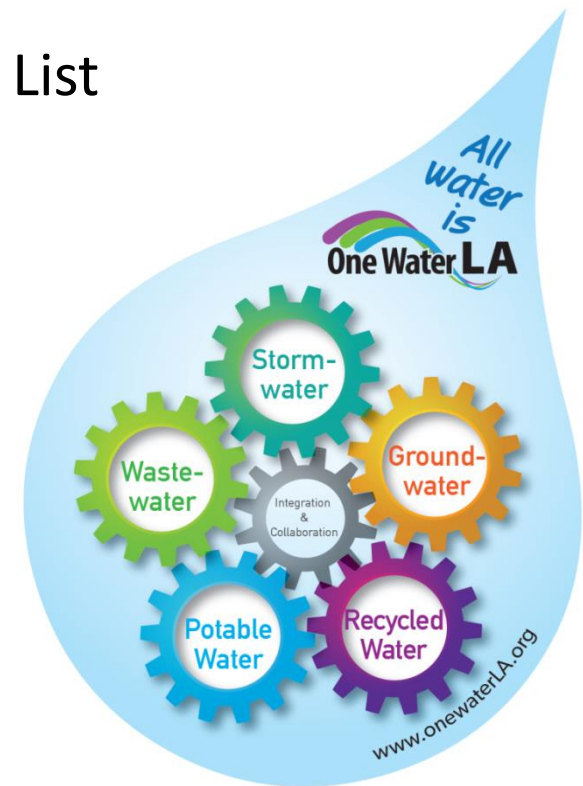 List
All
water
is
One Water LA
Storm-
water
Waste-
water
Ground-
water
Integration
&
Collaboration
Potable
Water
Recycled
Water
www.onewaterLA.org